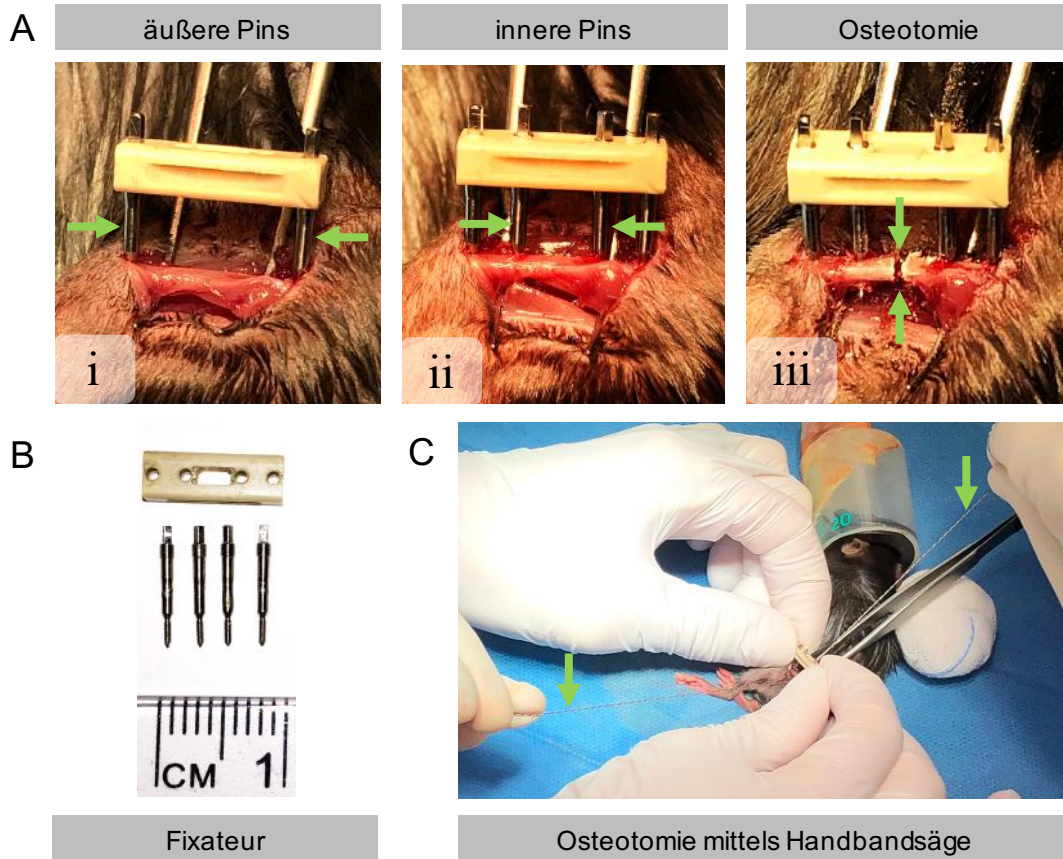 A
äußere Pins
innere Pins
Osteotomie
i
ii
iii
B
C
20
CM 1
Fixateur
Osteotomie mittels Handbandsäge